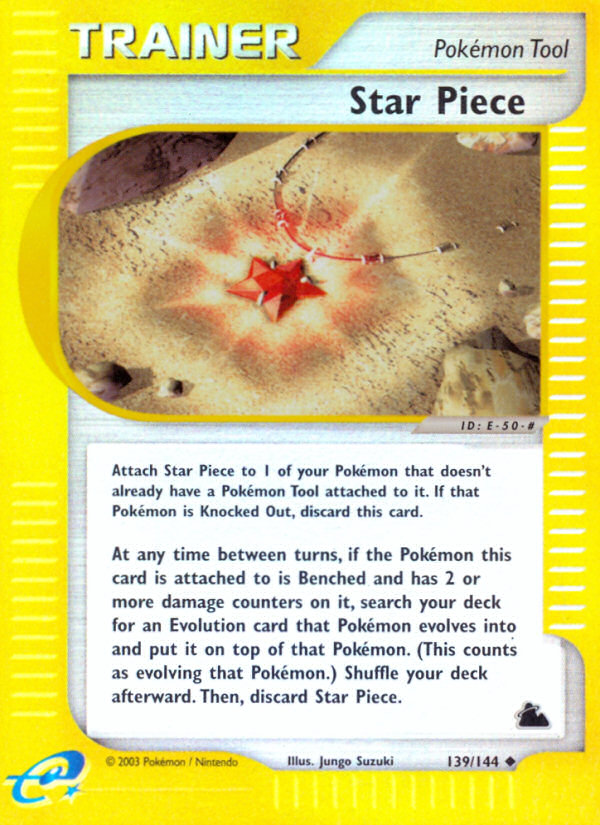 TRAINER
Pokémon Tool
Star Piece
ID: E-50-#
Attach Star Piece to 1 of your Pokémon that doesn't
already have a Pokémon Tool attached to it. If that
Pokémon is Knocked Out, discard this card.
At any time between turns, if the Pokémon this
card is attached to is Benched and has 2 or
more damage counters on it, search your deck
for an Evolution card that Pokémon evolves into
and put it on top of that Pokémon. (This counts
as evolving that Pokémon.) Shuffle your deck
afterward. Then, discard Star Piece.
e
© 2003 Pokémon / Nintendo
Illus. Jungo Suzuki
139/144 ◆